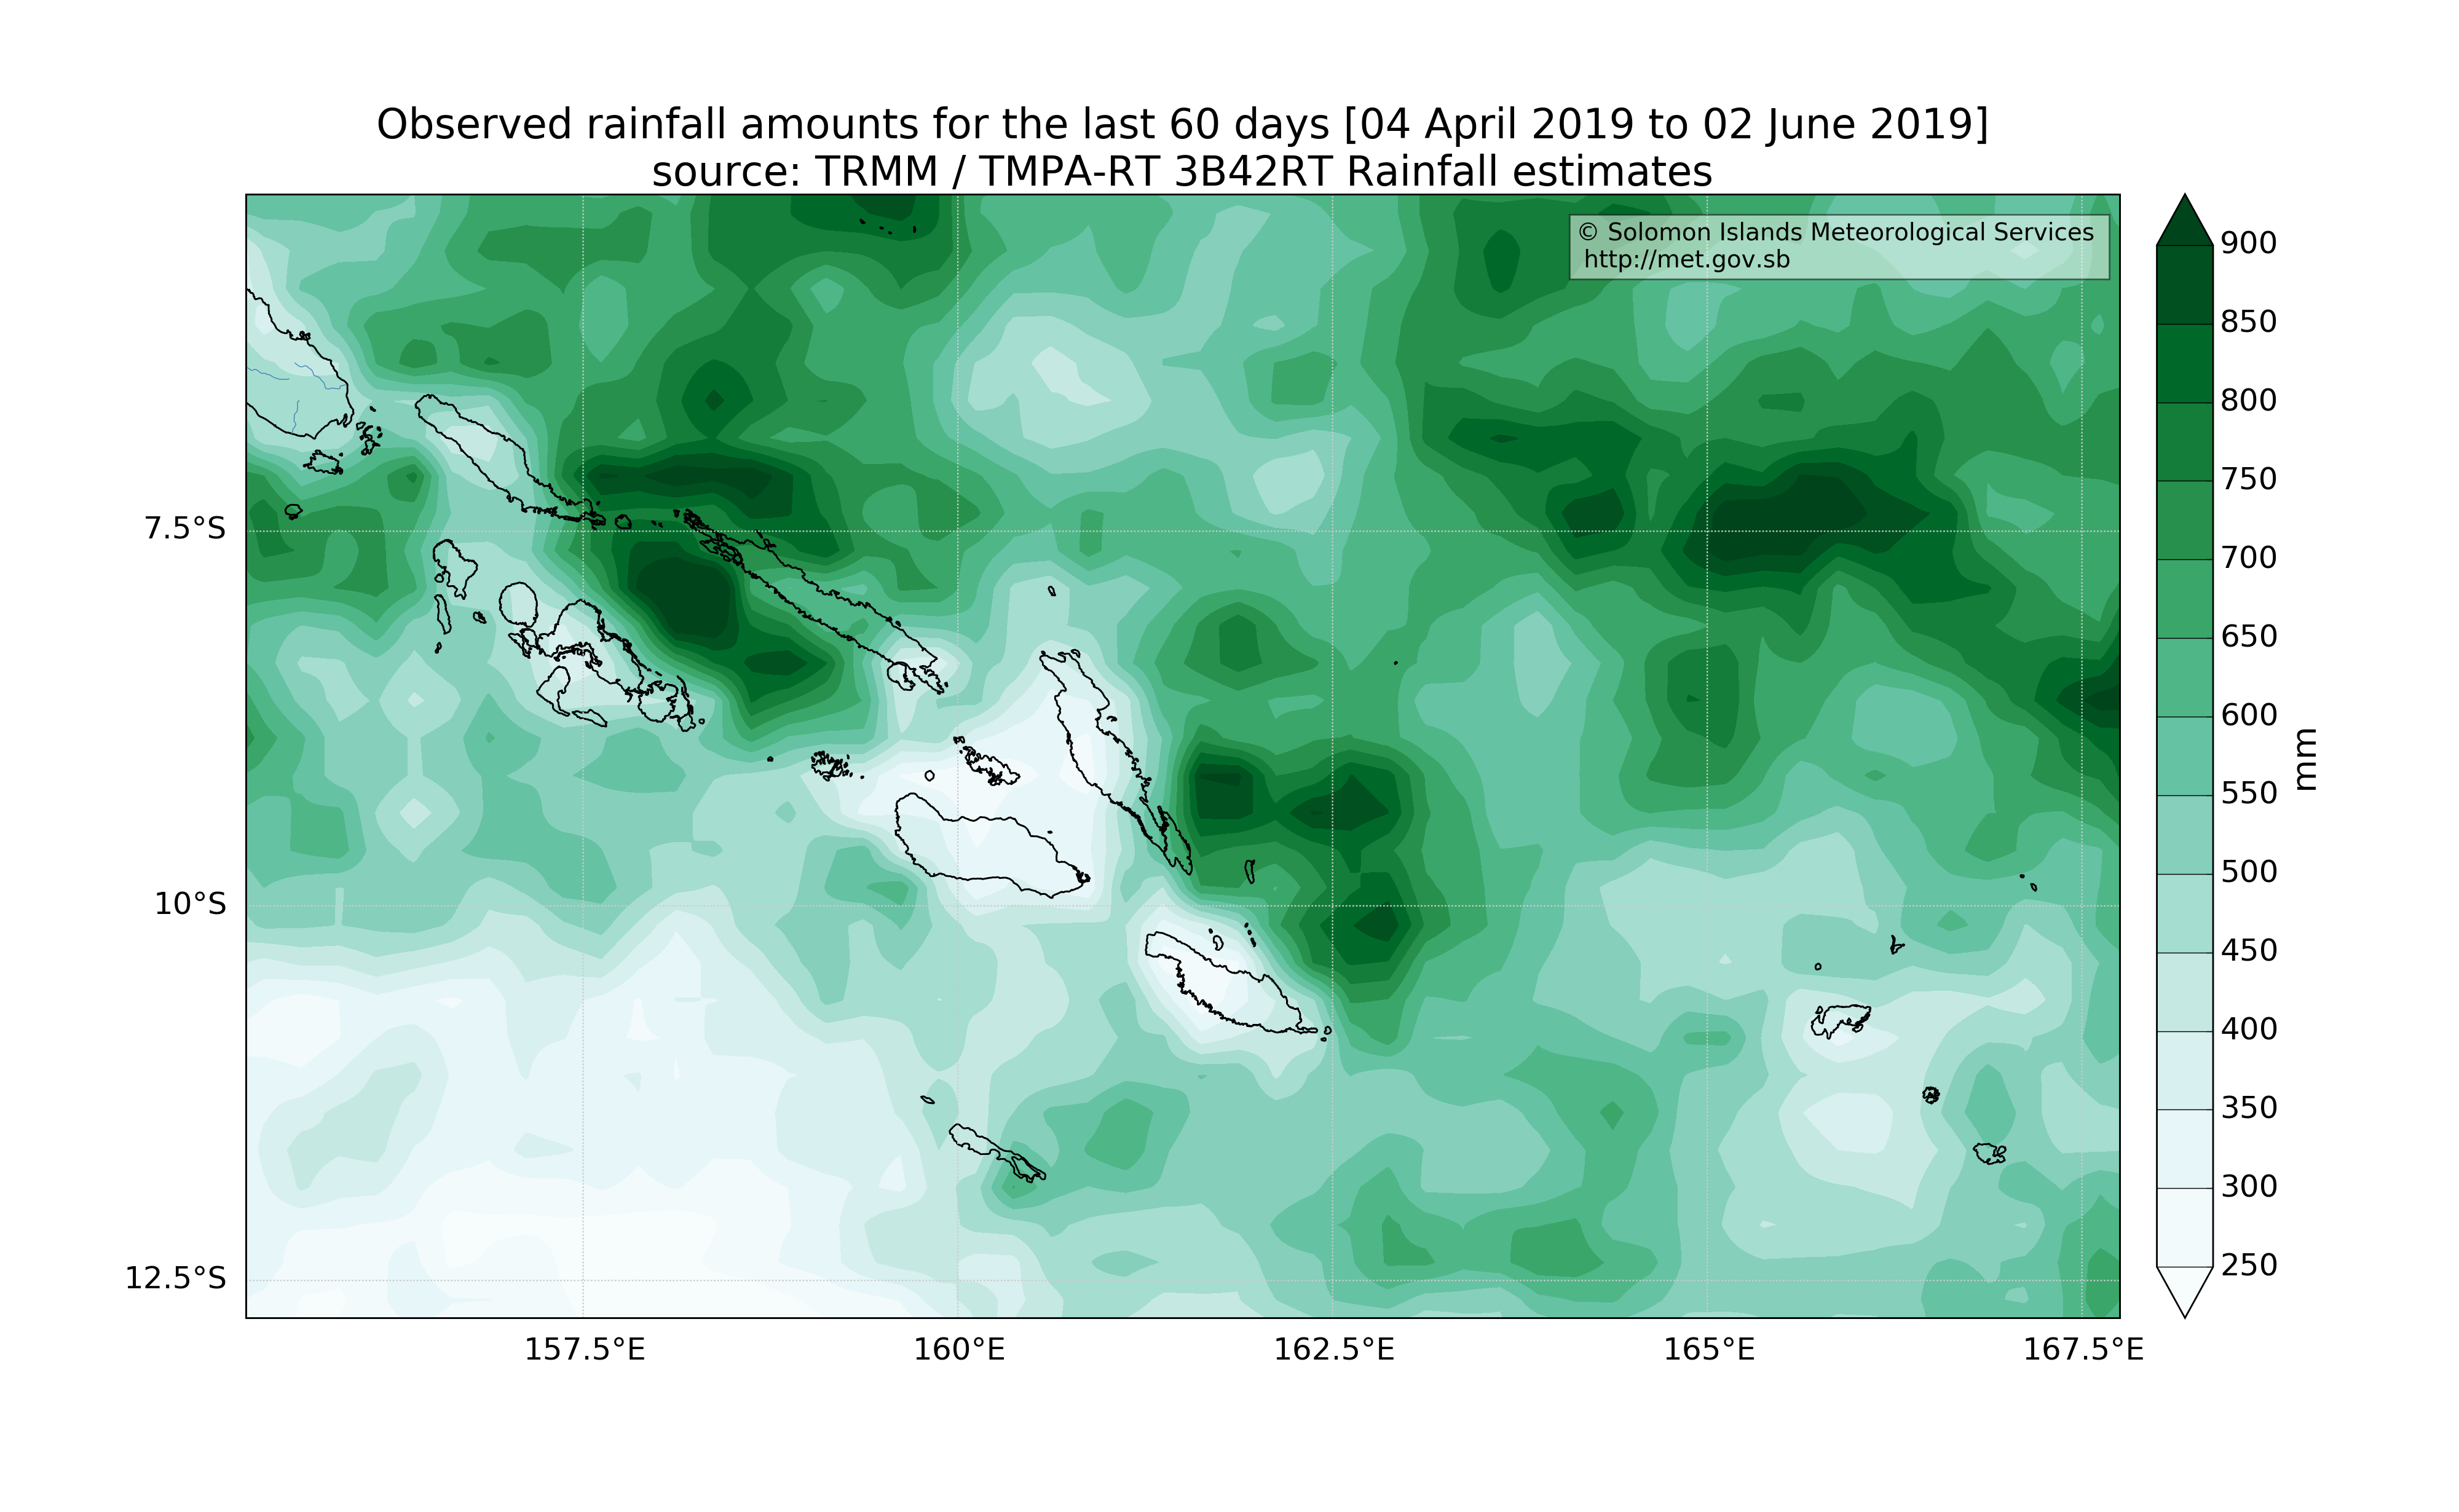 Observed rainfall amounts for the last 60 days [04 April 2019 to 02 June 2019]
source: TRMM / TMPA-RT 3B42RT Rainfall estimates
© Solomon Islands Meteorological Services
http://met.gov.sb
7.5°S
10°S
12.5°S
157.5°E
160°E
162.5°E
165°E
167.5°E
900
850
800
750
700
650
600
550
500
450
400
350
300
250
mm